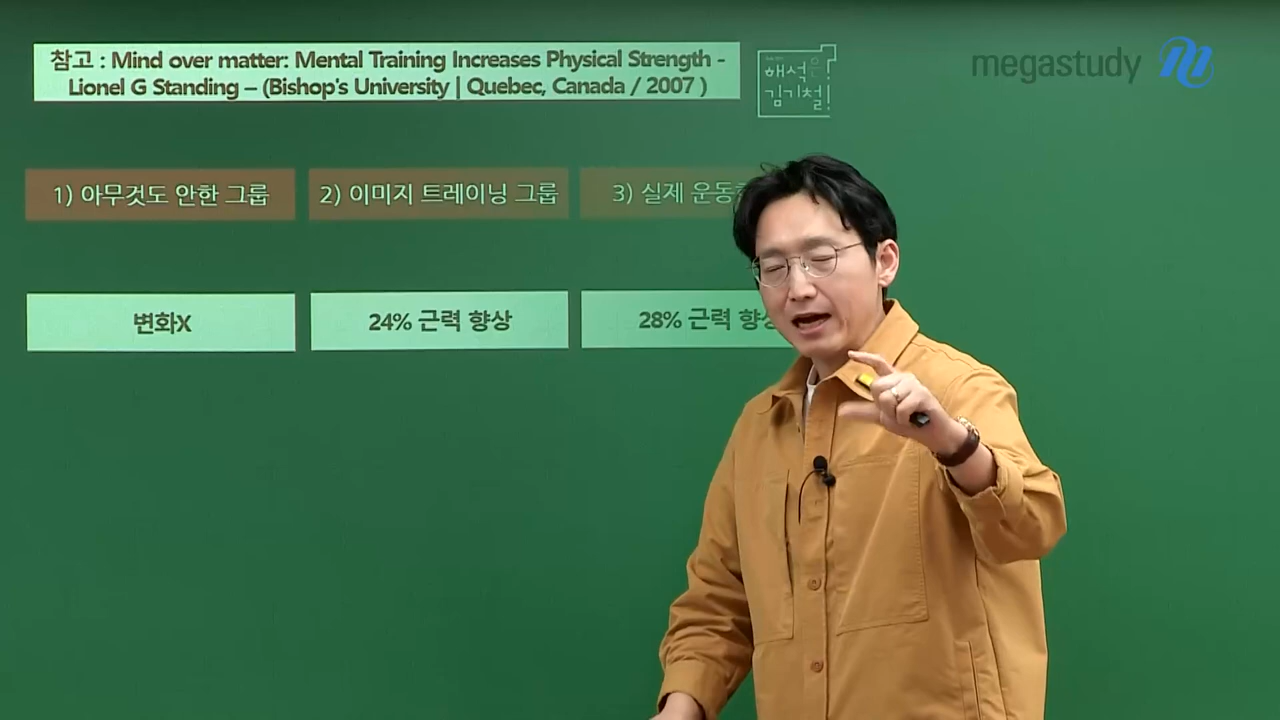 참고 : Mind over matter: Mental Training Increases Physical Strength -
Lionel G Standing – (Bishop's University | Quebec, Canada / 2007 )
해석은!
김기철!
megastudy
1) 아무것도 안한 그룹
2) 이미지 트레이닝 그룹
3) 실제 운동
변화X
24% 근력 향상
28% 근력 향상